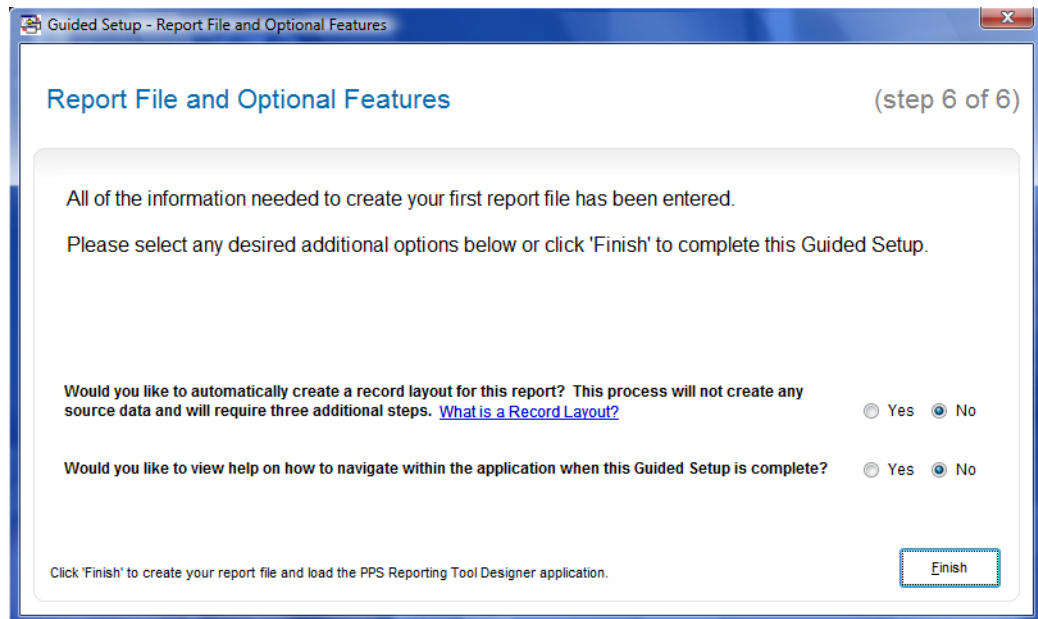 Guided Setup - Report File and Optional Features
Report File and Optional Features
(step 6 of 6)
All of the information needed to create your first report file has been entered.
Please select any desired additional options below or click 'Finish' to complete this Guided Setup.
Would you like to automatically create a record layout for this report? This process will not create any
source data and will require three additional steps. What is a Record Layout?
Yes No
Would you like to view help on how to navigate within the application when this Guided Setup is complete?
Yes No
Click 'Finish' to create your report file and load the PPS Reporting Tool Designer application.
Finish